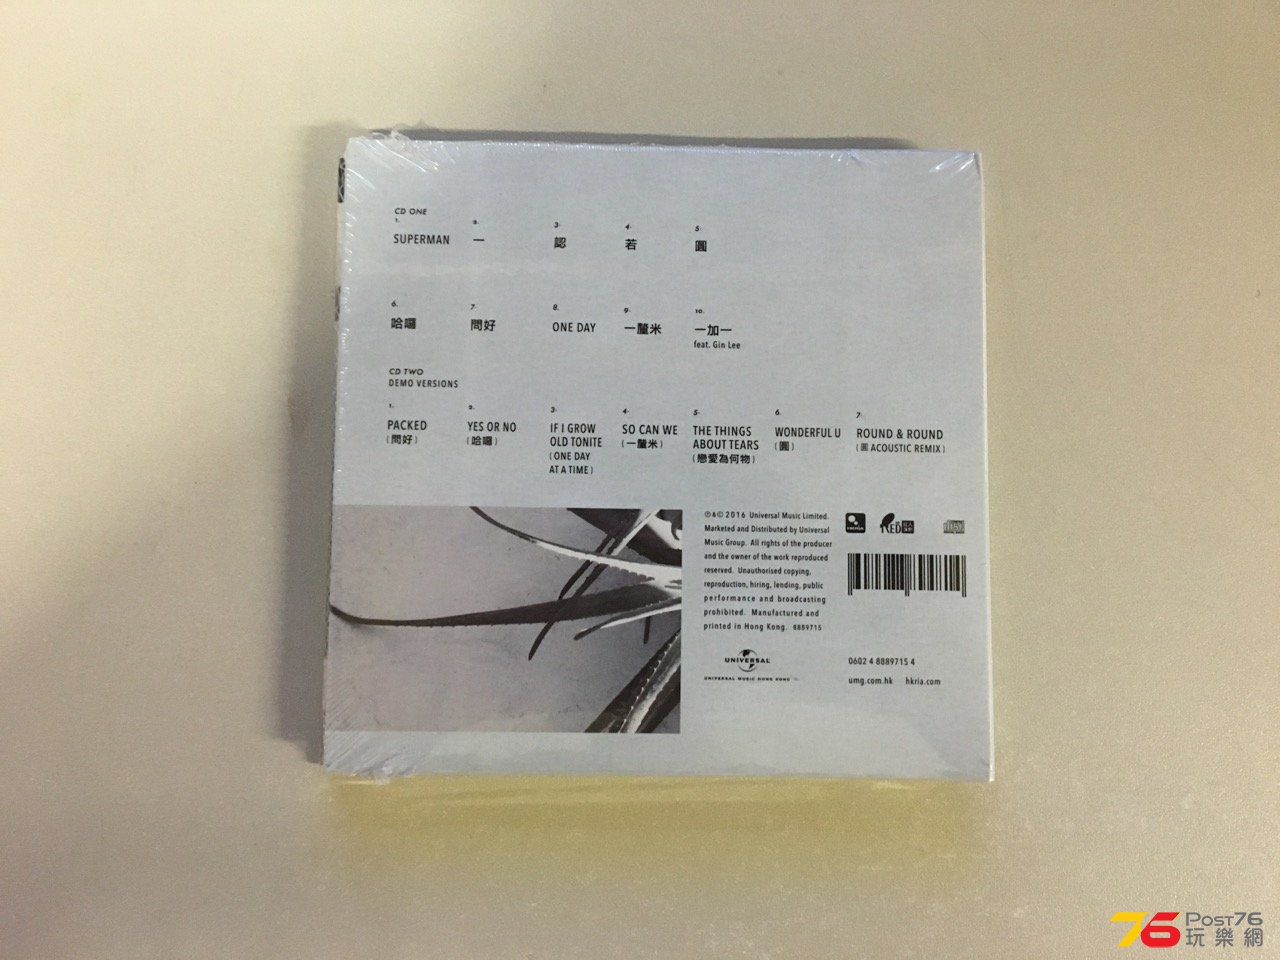 CD ONE
1.
SUPERMAN
2.
一
3.
認
4.
若
5.
圓
6.
哈囉
7.
問好
8.
ONE DAY
9.
一釐米
10.
一加一
feat. Gin Lee
CD TWO
DEMO VERSIONS
1.
PACKED
(問好)
2.
YES OR NO
(哈囉)
3.
IF I GROW
OLD TONITE
(ONE DAY
AT A TIME)
4.
SO CAN WE
(一釐米)
5.
THE THINGS
ABOUT TEARS
(戀愛為何物)
6.
WONDERFUL U
(圓)
7.
ROUND & ROUND
(圓 ACOUSTIC REMIX)
℗&© 2016 Universal Music Limited.
Marketed and Distributed by Universal
Music Group. All rights of the producer
and the owner of the work reproduced
reserved. Unauthorised copying,
reproduction, hiring, lending, public
performance and broadcasting
prohibited. Manufactured and
printed in Hong Kong. 8889715
UNIVERSAL
UNIVERSAL MUSIC HONG KONG
RED
0602 4 8889715 4
umg.com.hk hkria.com
76 POST76
玩樂網